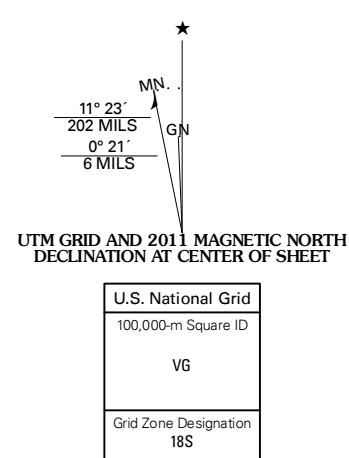 ★
MN. .
11° 23´
202 MILS
GN
0° 21´
6 MILS
UTM GRID AND 2011 MAGNETIC NORTH
DECLINATION AT CENTER OF SHEET
U.S. National Grid
100,000-m Square ID
VG
Grid Zone Designation
18S